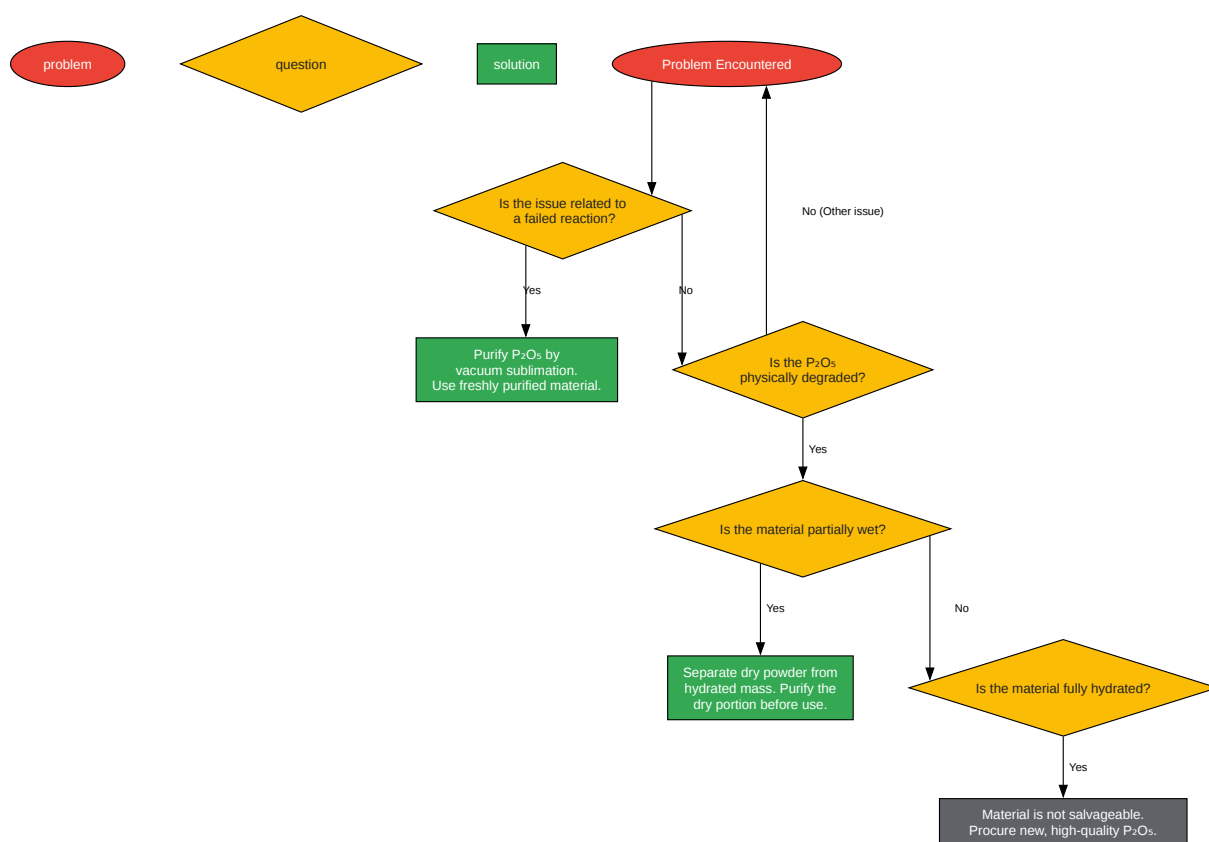 problem
question
solution
Problem Encountered
Is the issue related to
a failed reaction?
No (Other issue)
Yes
No
Purify P₂O₅ by
vacuum sublimation.
Use freshly purified material.
Is the P₂O₅
physically degraded?
Yes
Is the material partially wet?
Yes
No
Separate dry powder from
hydrated mass. Purify the
dry portion before use.
Is the material fully hydrated?
Yes
Material is not salvageable.
Procure new, high-quality P₂O₅.